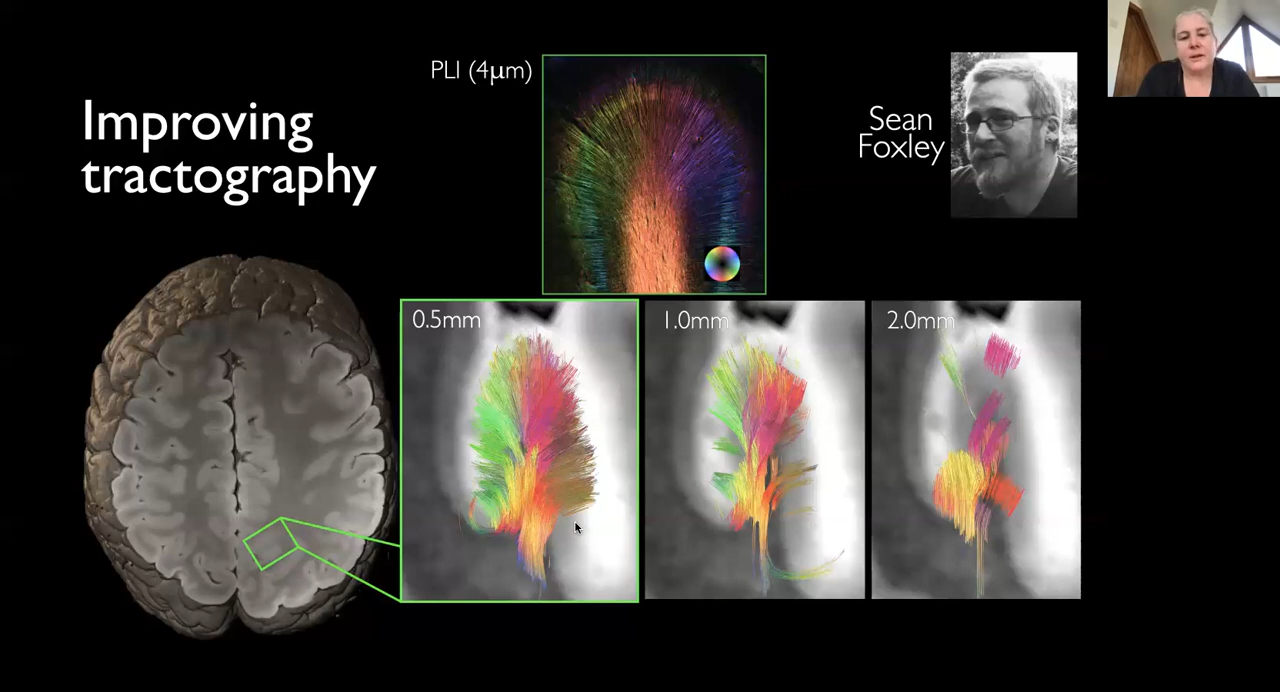 Improving
tractography
PLI (4μm)
Sean
Foxley
0.5mm
1.0mm
2.0mm